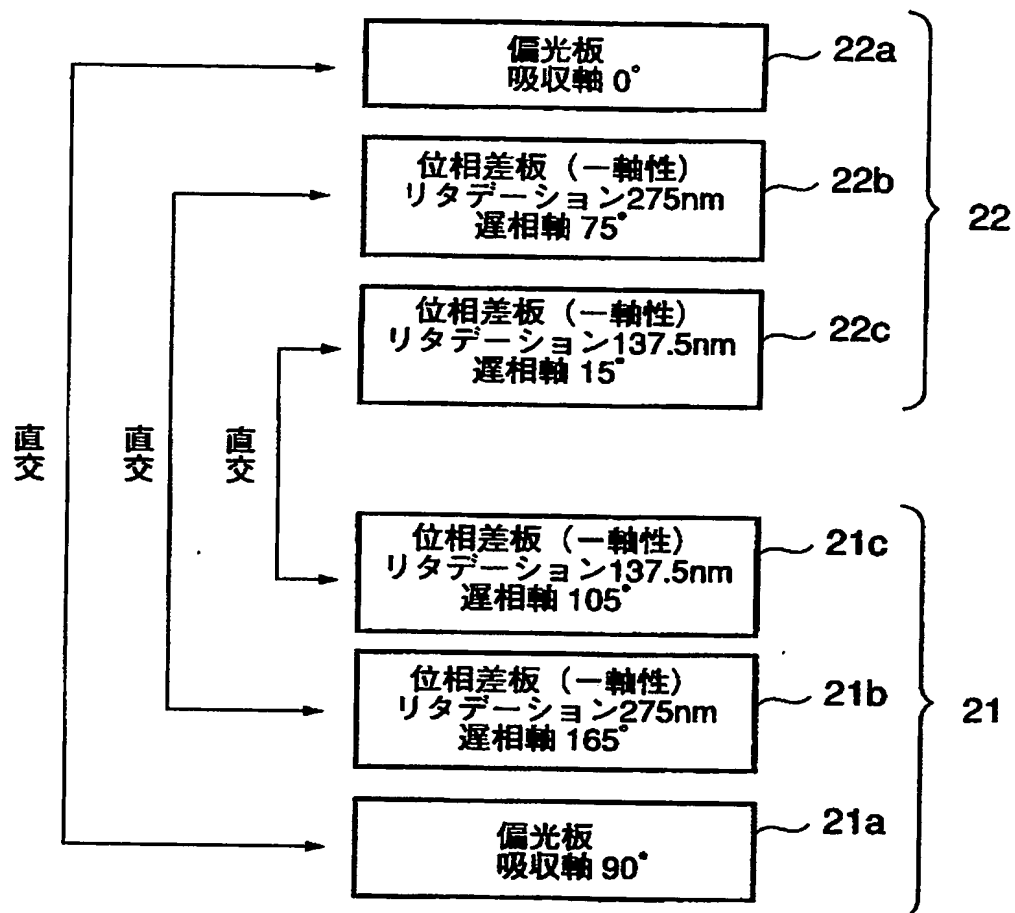 偏光板
吸収軸 0°
22a
位相差板（一軸性）
リタデーション275nm
遅相軸 75°
22b
22
位相差板（一軸性）
リタデーション137.5nm
遅相軸 15°
22c
直交
直交
直交
位相差板（一軸性）
リタデーション137.5nm
遅相軸 105°
21c
位相差板（一軸性）
リタデーション275nm
遅相軸 165°
21b
21
偏光板
吸収軸 90°
21a